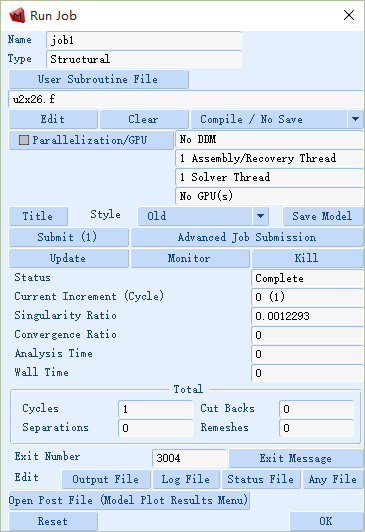 Run Job
Name job1
Type Structural
User Subroutine File
u2x26.f
Edit Clear Compile / No Save
Parallelization/GPU No DDM
1 Assembly/Recovery Thread
1 Solver Thread
No GPU(s)
Title Style Old Save Model
Submit (1) Advanced Job Submission
Update Monitor Kill
Status Complete
Current Increment (Cycle) 0 (1)
Singularity Ratio 0.0012293
Convergence Ratio 0
Analysis Time 0
Wall Time 0
Total
Cycles 1 Cut Backs 0
Separations 0 Remeshes 0
Exit Number 3004 Exit Message
Edit Output File Log File Status File Any File
Open Post File (Model Plot Results Menu)
Reset OK